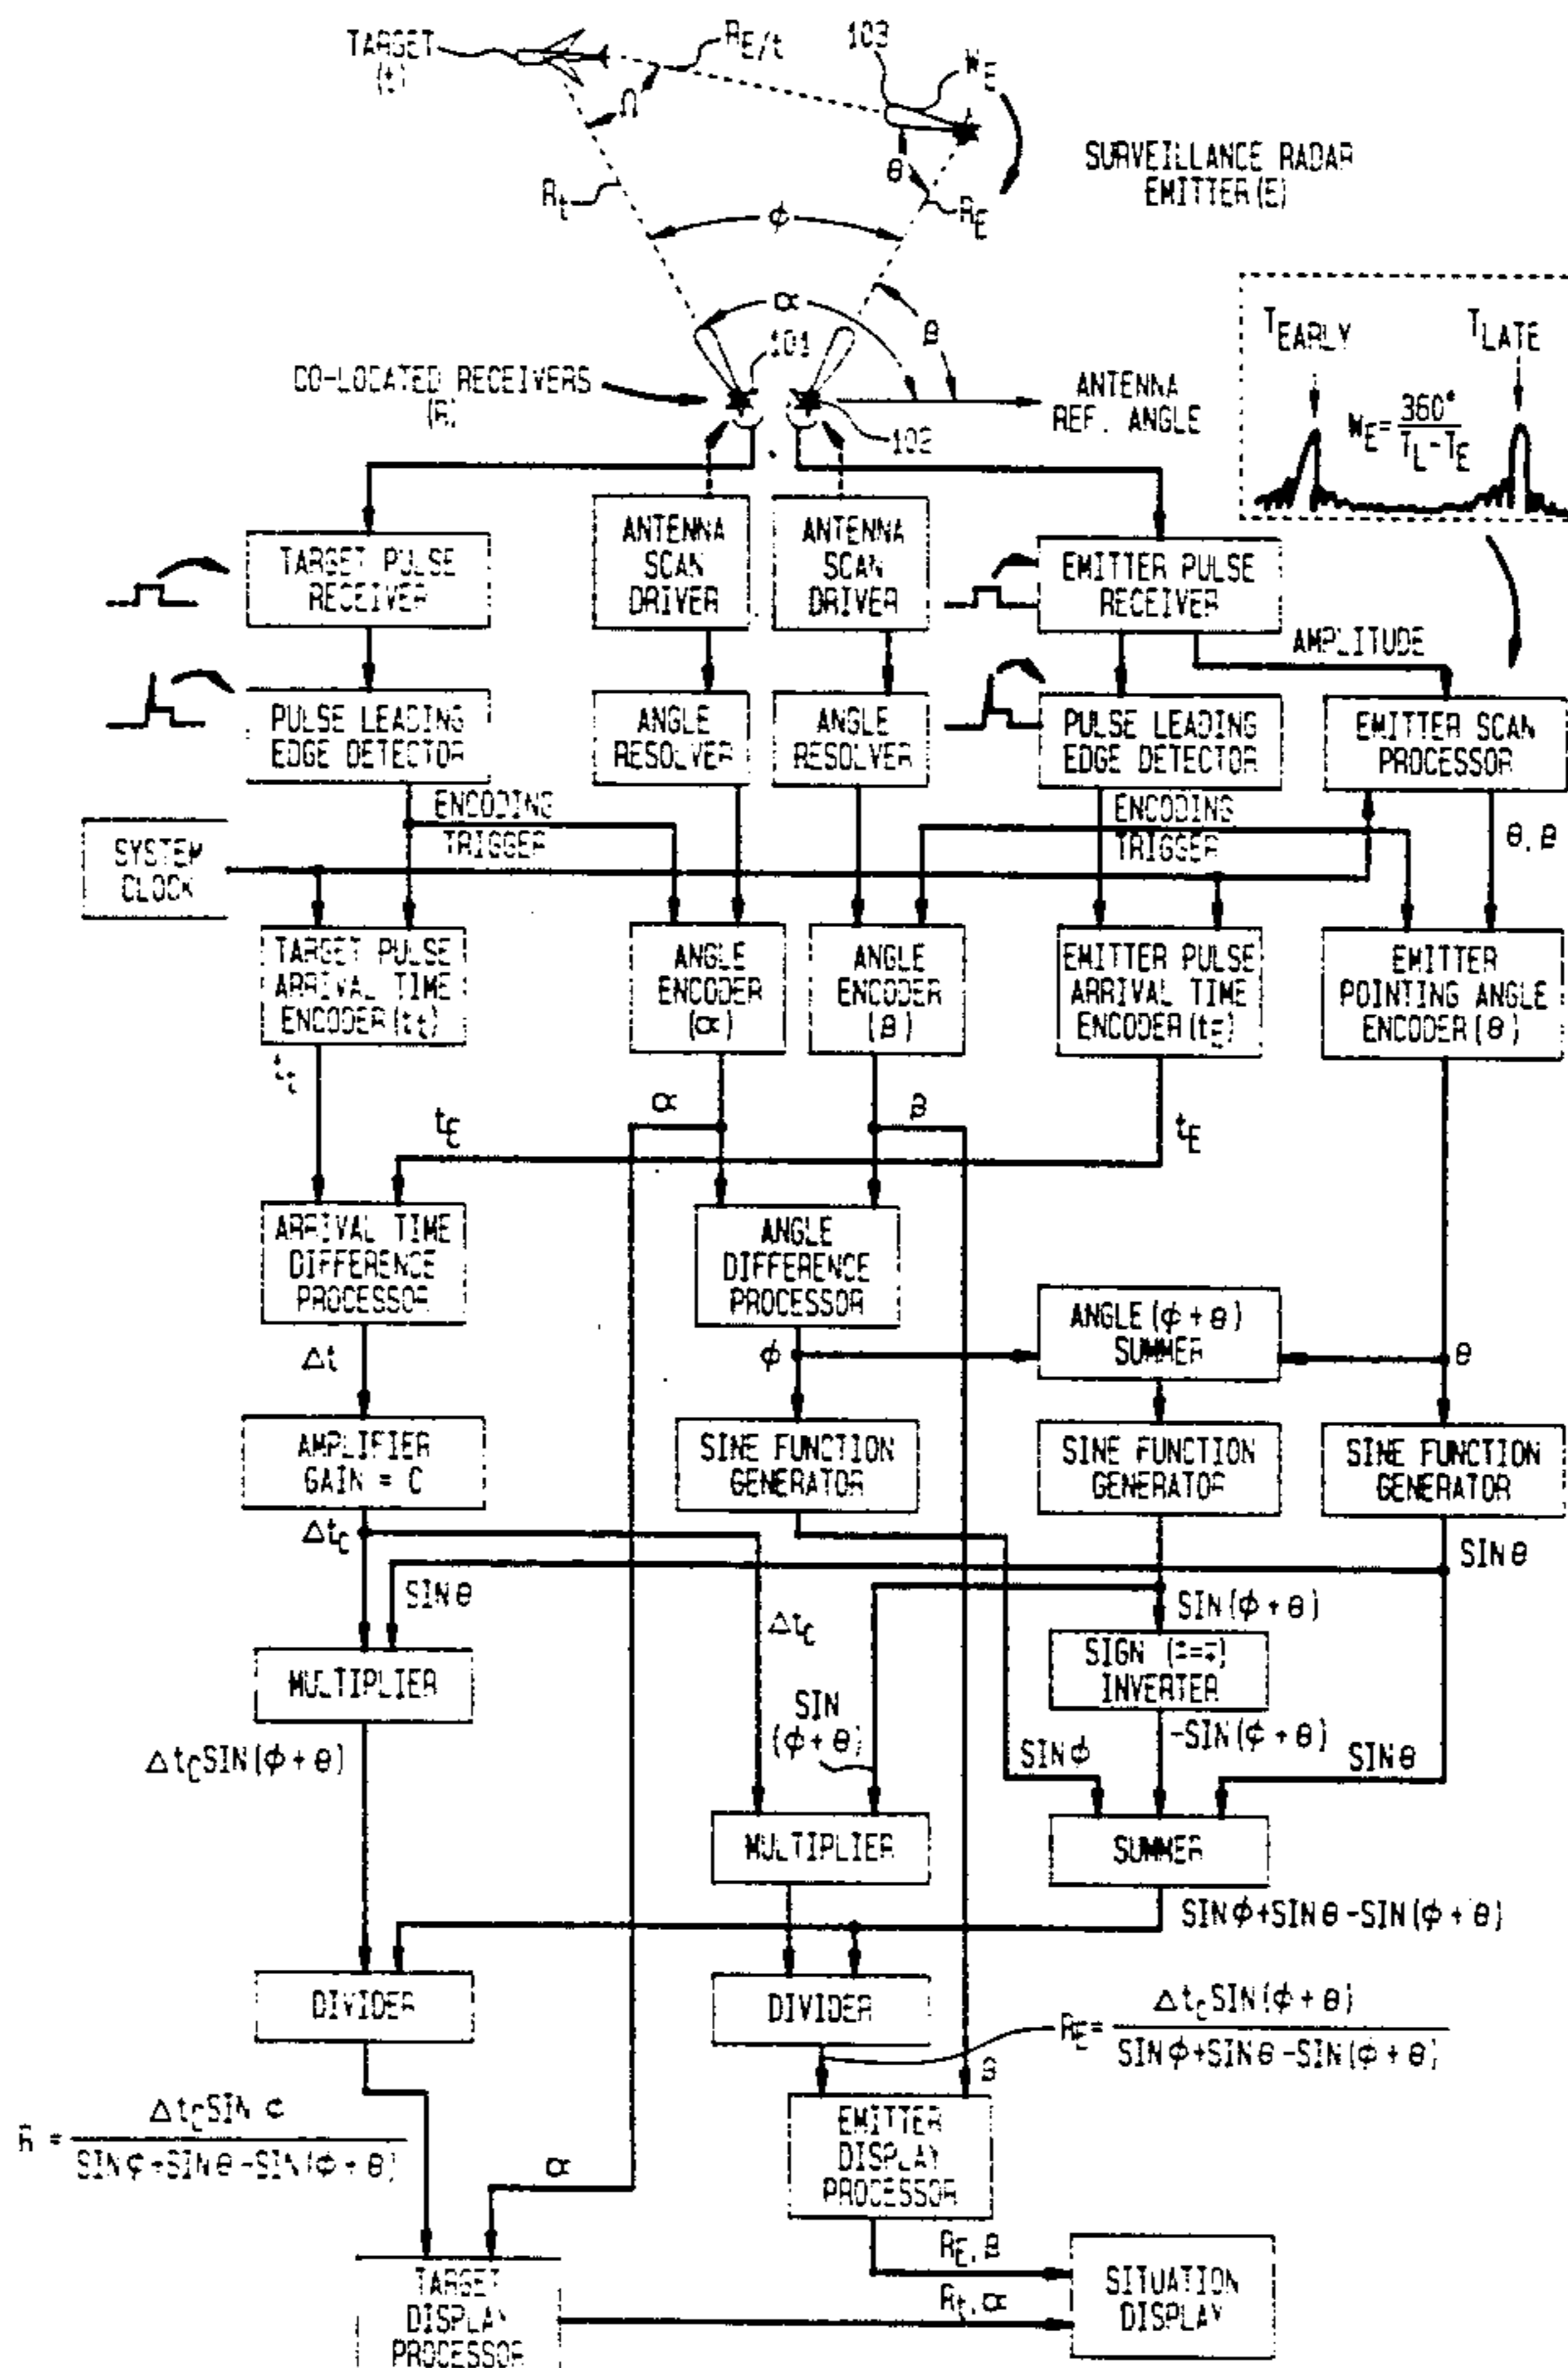 TARGET
(t)
R_E/t
103
W_E
Ω
θ
SURVEILLANCE RADAR
EMITTER (E)
R_t
R_E
ϕ
α
β
101
CO-LOCATED RECEIVERS
(R)
102
ANTENNA
REF. ANGLE
T_EARLY
T_LATE
W_E = 360° / T_L - T_E
TARGET PULSE
RECEIVER
ANTENNA
SCAN
DRIVER
ANTENNA
SCAN
DRIVER
EMITTER PULSE
RECEIVER
AMPLITUDE
PULSE LEADING
EDGE DETECTOR
ANGLE
RESOLVER
ANGLE
RESOLVER
PULSE LEADING
EDGE DETECTOR
EMITTER SCAN
PROCESSOR
ENCODING
TRIGGER
ENCODING
TRIGGER
θ, β
SYSTEM
CLOCK
TARGET PULSE
ARRIVAL TIME
ENCODER (t_t)
ANGLE
ENCODER
(α)
ANGLE
ENCODER
(β)
EMITTER PULSE
ARRIVAL TIME
ENCODER (t_E)
EMITTER
POINTING ANGLE
ENCODER (θ)
t_t
α
β
t_E
t_E
ARRIVAL TIME
DIFFERENCE
PROCESSOR
ANGLE
DIFFERENCE
PROCESSOR
ANGLE (ϕ + θ)
SUMMER
Δt
ϕ
θ
AMPLIFIER
GAIN = C
SINE FUNCTION
GENERATOR
SINE FUNCTION
GENERATOR
SINE FUNCTION
GENERATOR
Δt_C
SIN θ
SIN θ
Δt_C
SIN (ϕ + θ)
MULTIPLIER
SIGN (±=∓)
INVERTER
SIN
(ϕ + θ)
Δt_C SIN (ϕ + θ)
SIN ϕ
-SIN (ϕ + θ)
SIN θ
MULTIPLIER
SUMMER
SIN ϕ + SIN θ - SIN (ϕ + θ)
DIVIDER
DIVIDER
R_E = Δt_C SIN (ϕ + θ) / SIN ϕ + SIN θ - SIN (ϕ + θ)
β
= Δt_C SIN / SIN ϕ + SIN θ - SIN (ϕ + θ)
α
EMITTER
DISPLAY
PROCESSOR
R_E, β
R_t, α
SITUATION
DISPLAY
TARGET
DISPLAY
PROCESSOR